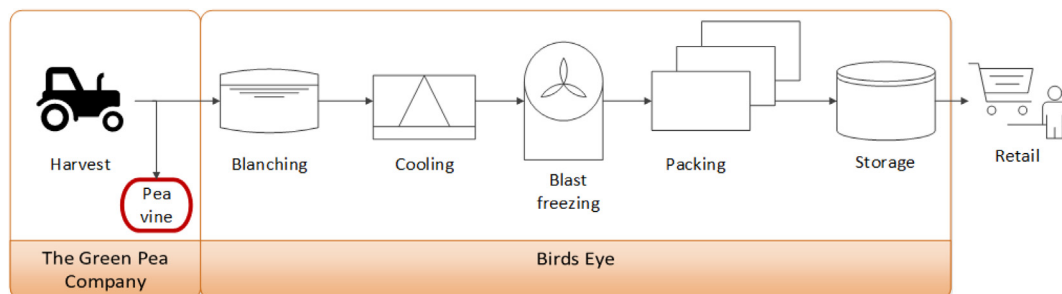 Harvest
Pea
vine
Blanching
Cooling
Blast
freezing
Packing
Storage
Retail
The Green Pea
Company
Birds Eye